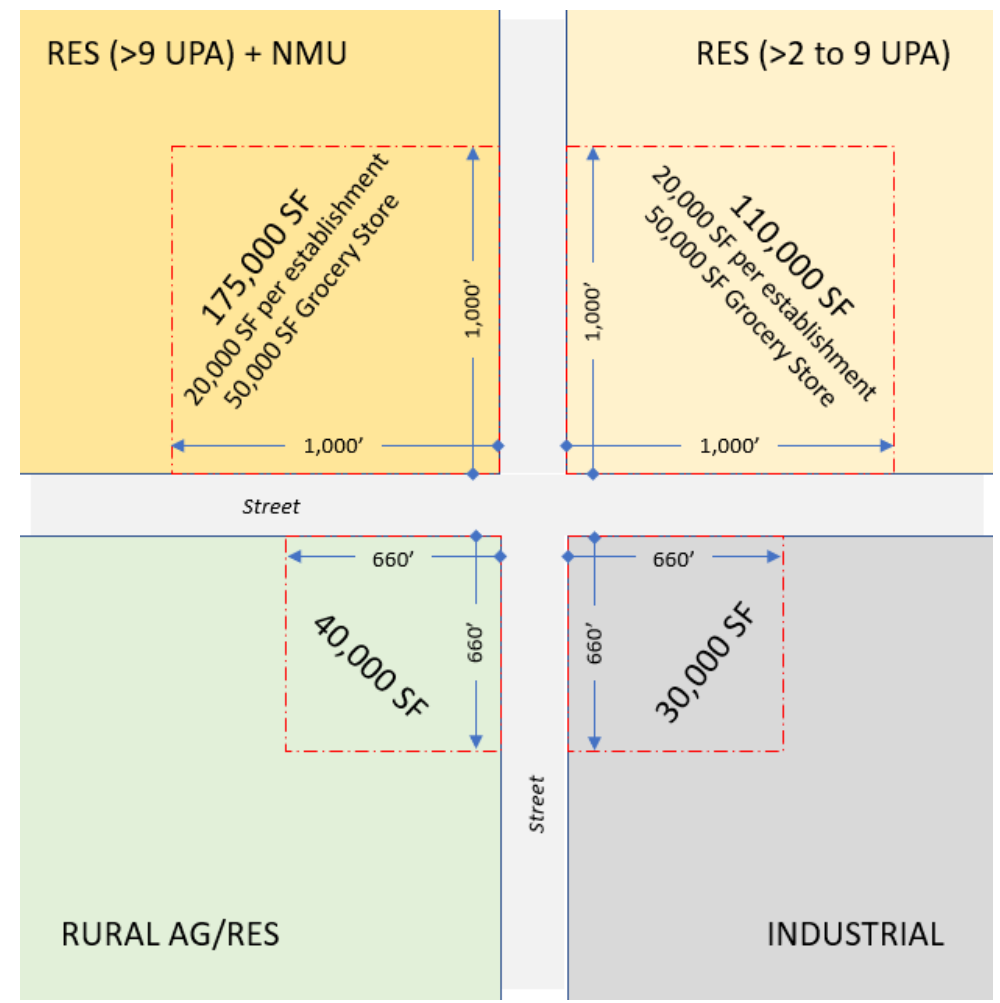 RES (>9 UPA) + NMU
RES (>2 to 9 UPA)
175,000 SF
20,000 SF per establishment
50,000 SF Grocery Store
1,000’
1,000’
110,000 SF
20,000 SF per establishment
50,000 SF Grocery Store
1,000’
1,000’
Street
660’
660’
40,000 SF
660’
660’
30,000 SF
Street
RURAL AG/RES
INDUSTRIAL